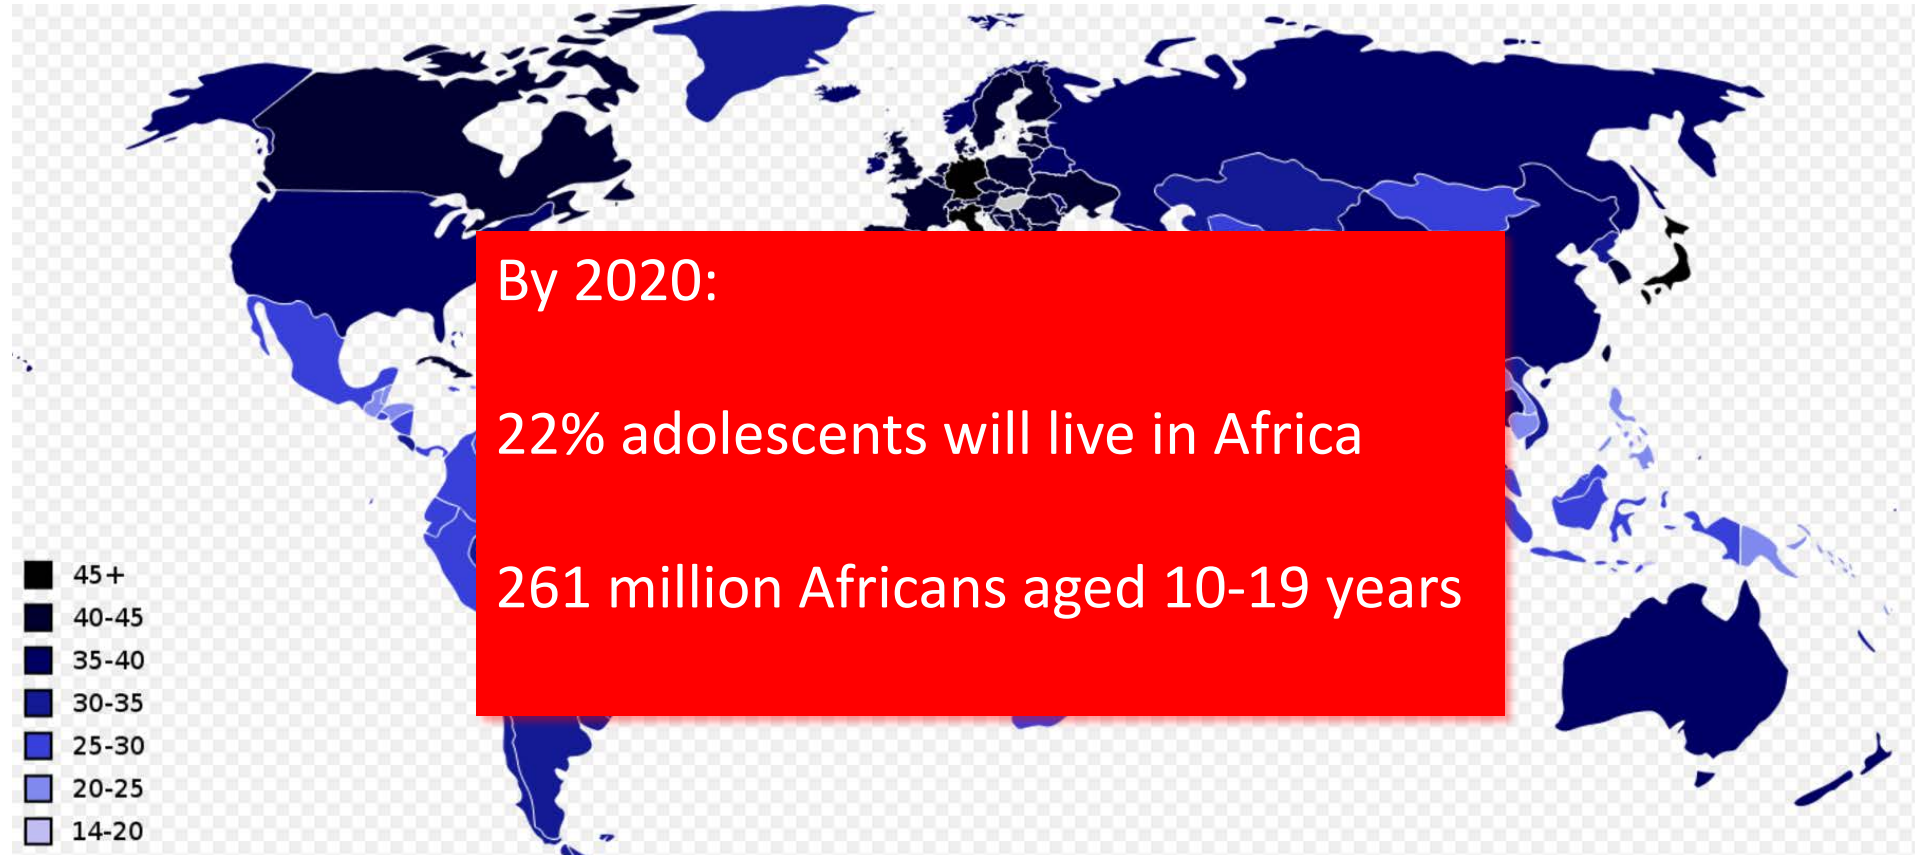 By 2020:
22% adolescents will live in Africa
261 million Africans aged 10-19 years
45+
40-45
35-40
30-35
25-30
20-25
14-20